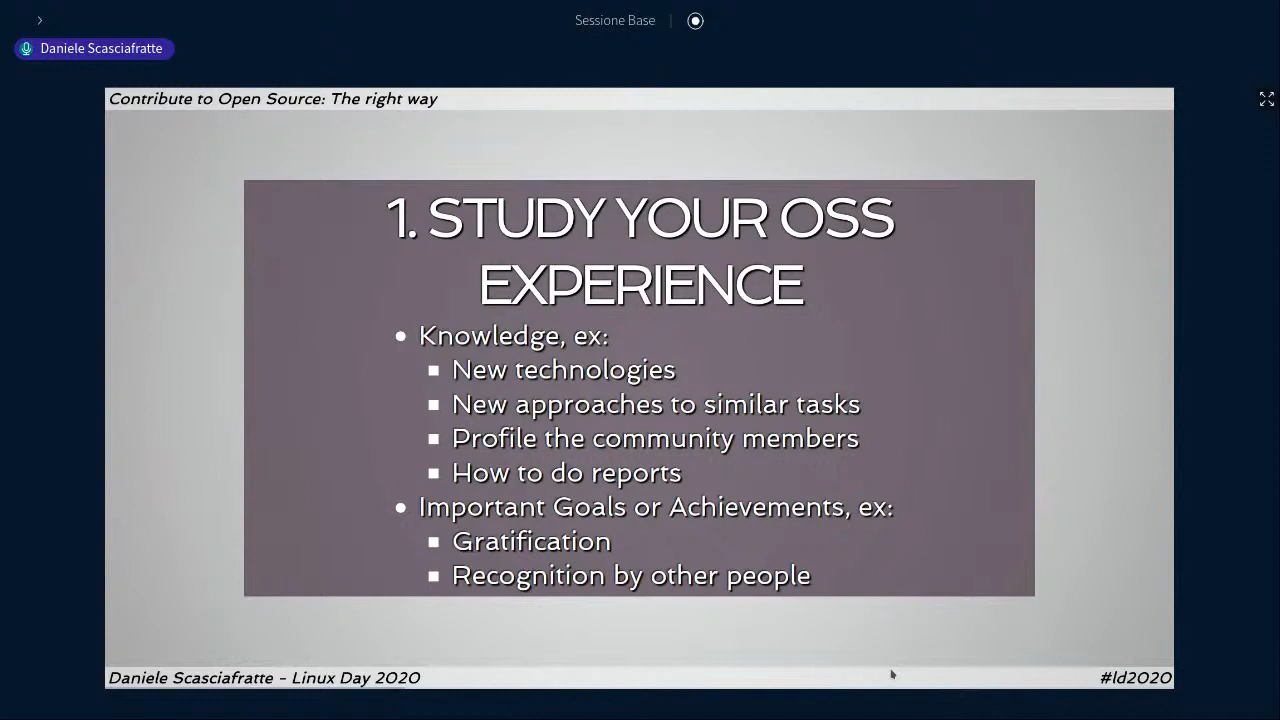 Sessione Base
Daniele Scasciafratte
Contribute to Open Source: The right way
1. STUDY YOUR OSS
EXPERIENCE
Knowledge, ex:
New technologies
New approaches to similar tasks
Profile the community members
How to do reports
Important Goals or Achievements, ex:
Gratification
Recognition by other people
Daniele Scasciafratte - Linux Day 2020
#ld2020